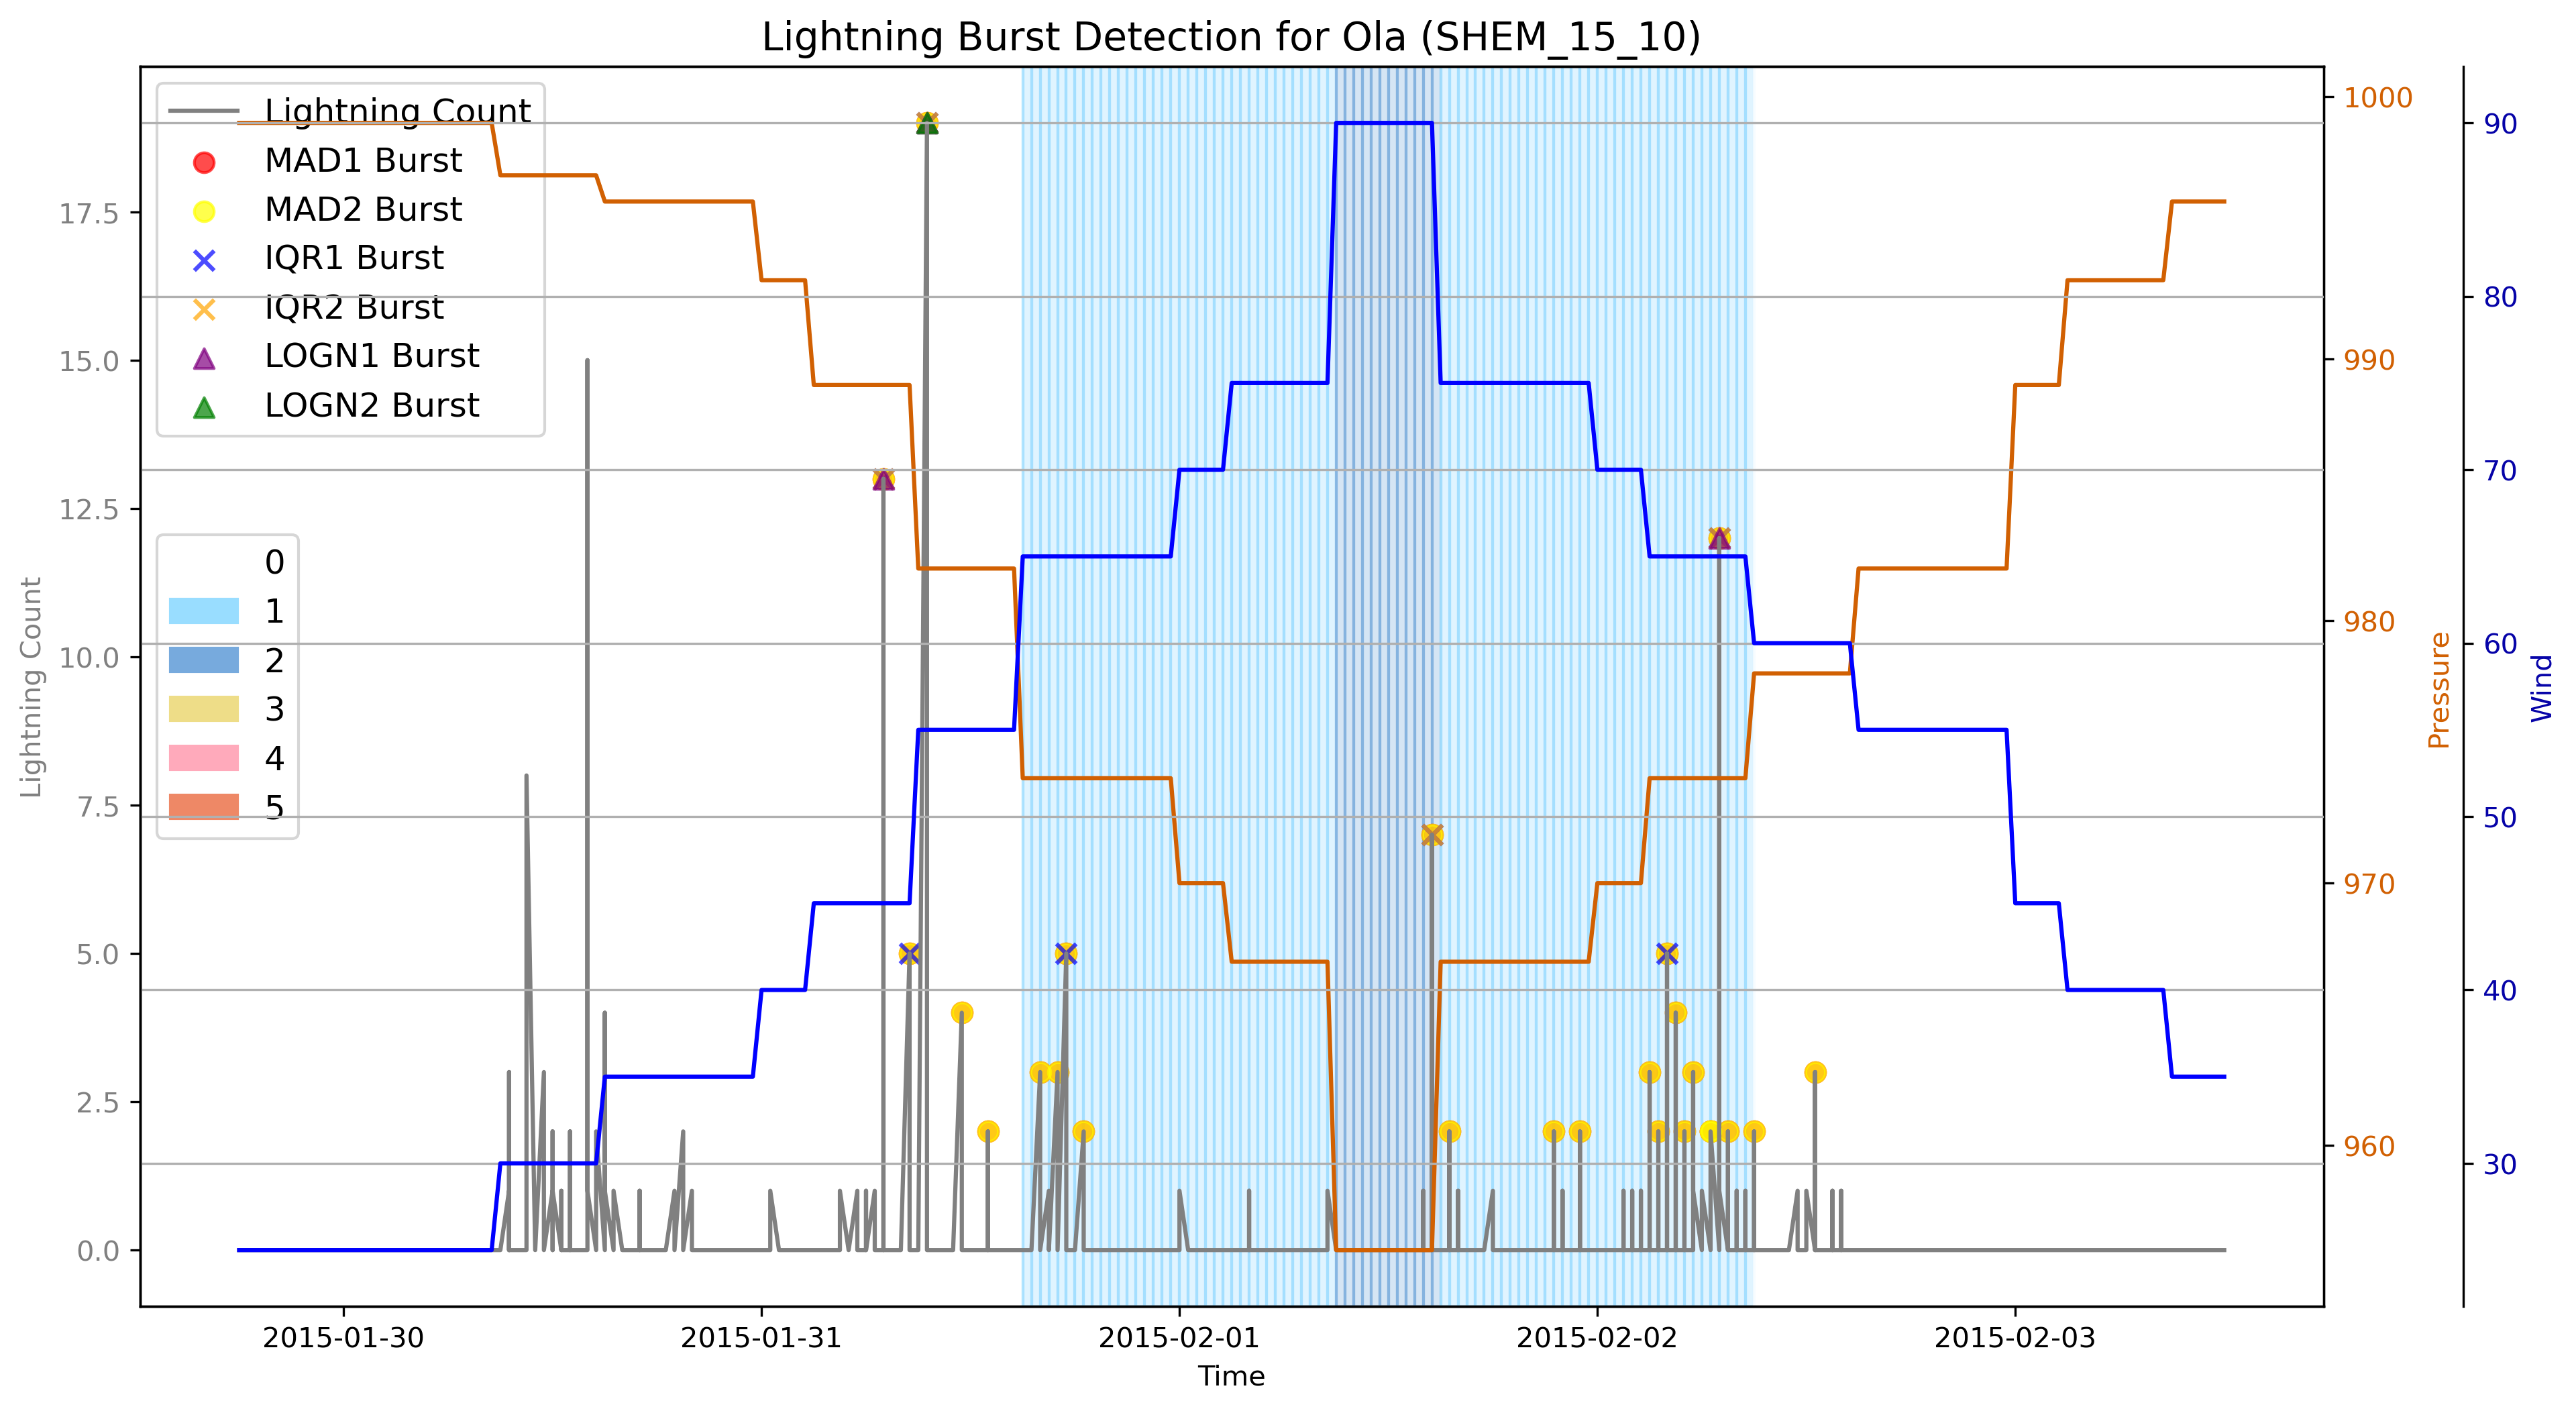 Lightning Burst Detection for Ola (SHEM_15_10)
Lightning Count
MAD1 Burst
MAD2 Burst
IQR1 Burst
IQR2 Burst
LOGN1 Burst
LOGN2 Burst
0
1
2
3
4
5
Lightning Count
17.5
15.0
12.5
10.0
7.5
5.0
2.5
0.0
1000
990
980
970
960
Pressure
90
80
70
60
50
40
30
Wind
2015-01-30
2015-01-31
2015-02-01
2015-02-02
2015-02-03
Time